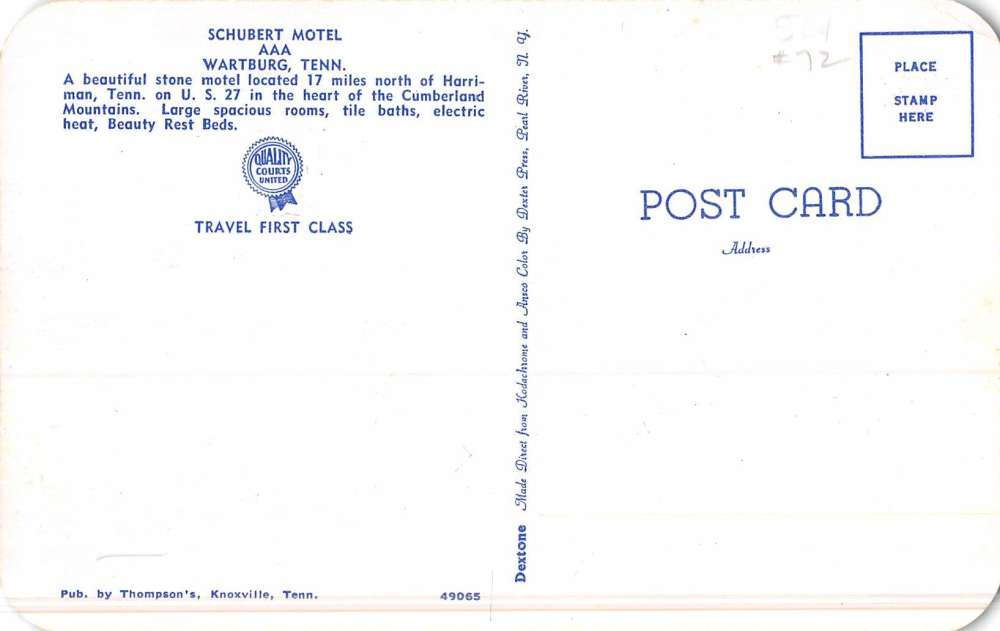 SCHUBERT MOTEL
AAA
WARTBURG, TENN.
A beautiful stone motel located 17 miles north of Harri-
man, Tenn. on U. S. 27 in the heart of the Cumberland
Mountains. Large spacious rooms, tile baths, electric
heat, Beauty Rest Beds.
QUALITY
COURTS
UNITED
TRAVEL FIRST CLASS
Pub. by Thompson's, Knoxville, Tenn. 49065
Dextone Made Direct from Kodachrome and Ansco Color By Dexter Press, Pearl River, N. Y.
#72
PLACE
STAMP
HERE
POST CARD
Address